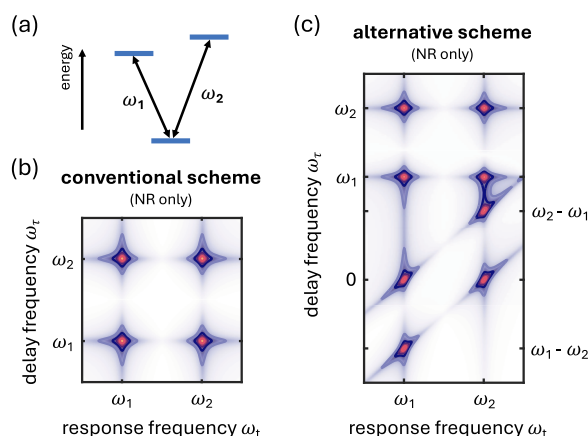 (a)
energy
ω₁
ω₂
(b)
conventional scheme
(NR only)
delay frequency ωτ
ω₂
ω₁
ω₁
ω₂
response frequency ωt
(c)
alternative scheme
(NR only)
delay frequency ωτ
ω₂
ω₁
0
ω₂ - ω₁
ω₁ - ω₂
ω₁
ω₂
response frequency ωt